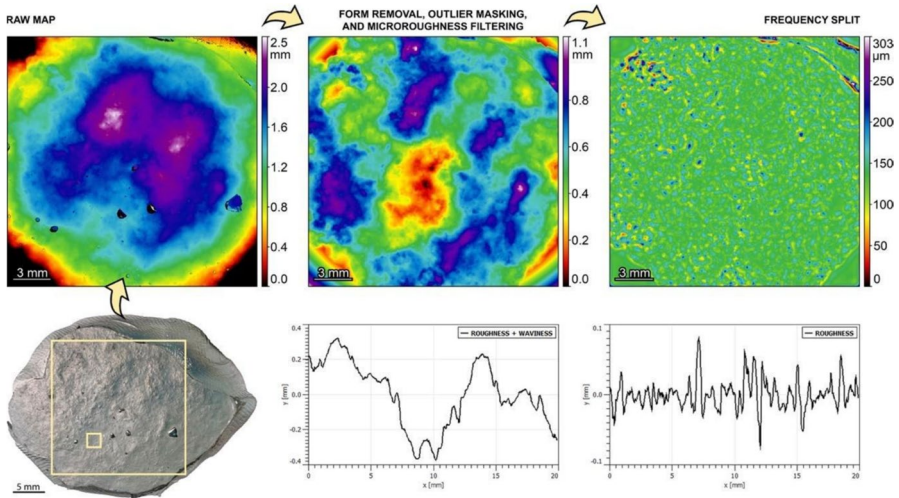 RAW MAP
FORM REMOVAL, OUTLIER MASKING,
AND MICROROUGHNESS FILTERING
FREQUENCY SPLIT
2.5
mm
2.0
1.6
1.2
0.8
0.4
0.0
3 mm
1.1
mm
1.0
0.8
0.6
0.4
0.2
0.0
3 mm
303
µm
250
200
150
100
50
0
3 mm
5 mm
ROUGHNESS + WAVINESS
0.4
0.2
0.0
-0.2
-0.4
y [mm]
0 5 10 15 20
x [mm]
ROUGHNESS
0.1
0.0
-0.1
y [mm]
0 5 10 15 20
x [mm]